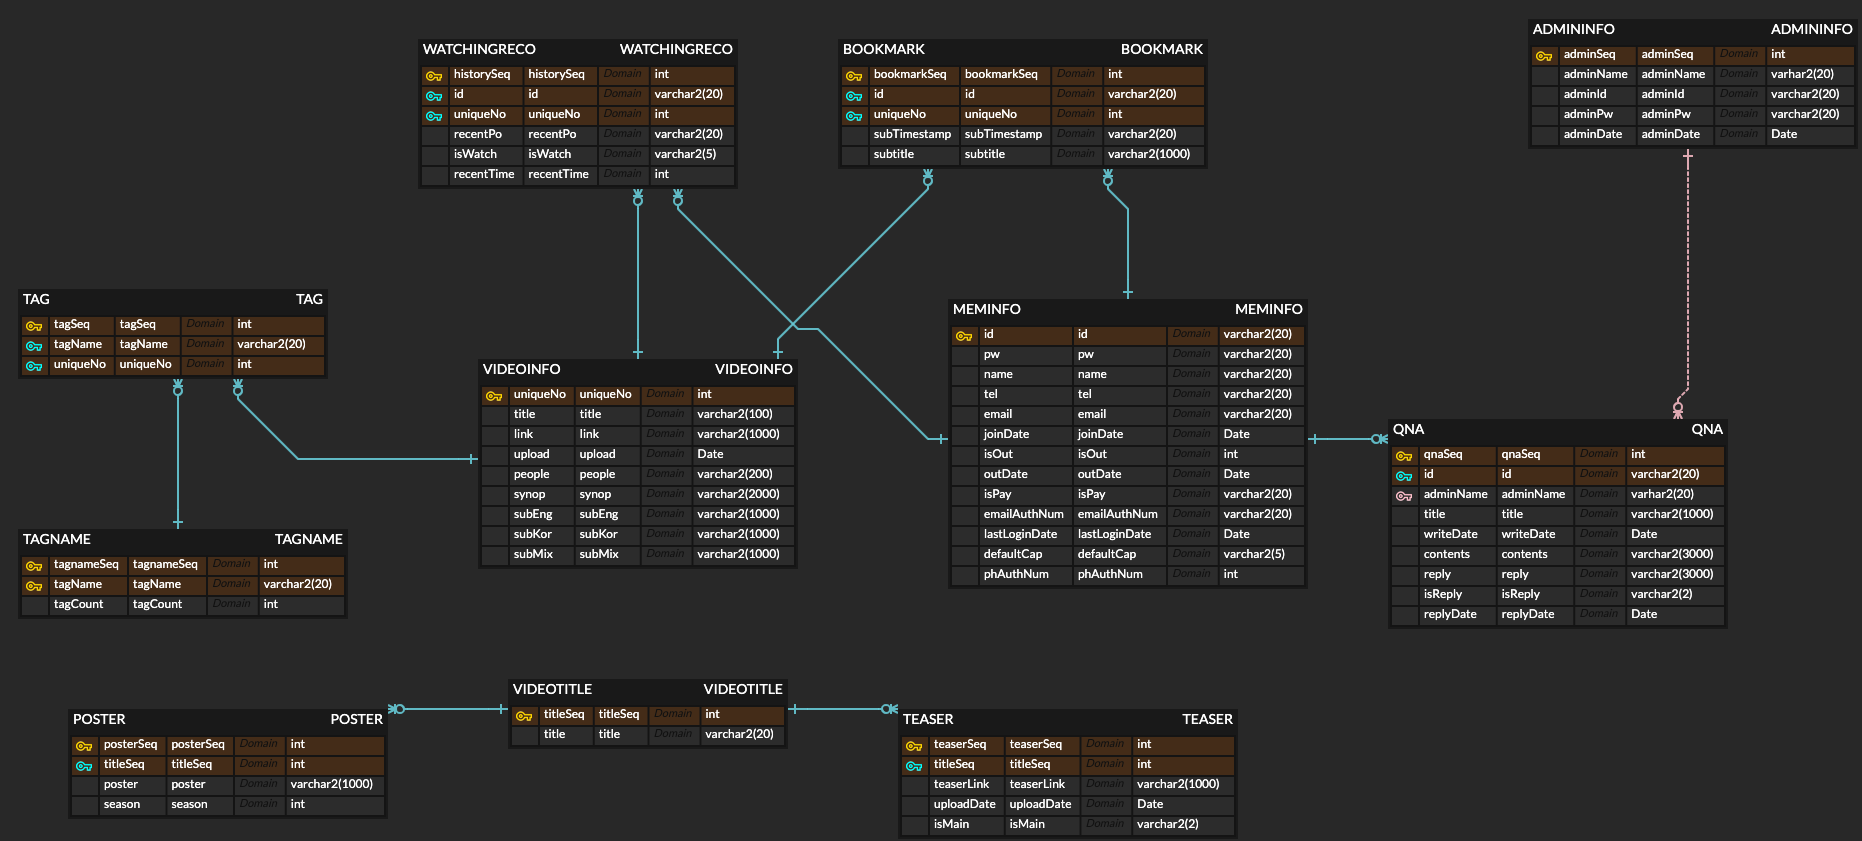 WATCHINGRECO WATCHINGRECO
historySeq historySeq Domain int
id id Domain varchar2(20)
uniqueNo uniqueNo Domain int
recentPo recentPo Domain varchar2(20)
isWatch isWatch Domain varchar2(5)
recentTime recentTime Domain int
BOOKMARK BOOKMARK
bookmarkSeq bookmarkSeq Domain int
id id Domain varchar2(20)
uniqueNo uniqueNo Domain int
subTimestamp subTimestamp Domain varchar2(20)
subtitle subtitle Domain varchar2(1000)
ADMININFO ADMININFO
adminSeq adminSeq Domain int
adminName adminName Domain varhar2(20)
adminId adminId Domain varchar2(20)
adminPw adminPw Domain varchar2(20)
adminDate adminDate Domain Date
TAG TAG
tagSeq tagSeq Domain int
tagName tagName Domain varchar2(20)
uniqueNo uniqueNo Domain int
VIDEOINFO VIDEOINFO
uniqueNo uniqueNo Domain int
title title Domain varchar2(100)
link link Domain varchar2(1000)
upload upload Domain Date
people people Domain varchar2(200)
synop synop Domain varchar2(2000)
subEng subEng Domain varchar2(1000)
subKor subKor Domain varchar2(1000)
subMix subMix Domain varchar2(1000)
MEMINFO MEMINFO
id id Domain varchar2(20)
pw pw Domain varchar2(20)
name name Domain varchar2(20)
tel tel Domain varchar2(20)
email email Domain varchar2(20)
joinDate joinDate Domain Date
isOut isOut Domain int
outDate outDate Domain Date
isPay isPay Domain varchar2(20)
emailAuthNum emailAuthNum Domain varchar2(20)
lastLoginDate lastLoginDate Domain Date
defaultCap defaultCap Domain varchar2(5)
phAuthNum phAuthNum Domain int
QNA QNA
qnaSeq qnaSeq Domain int
id id Domain varchar2(20)
adminName adminName Domain varhar2(20)
title title Domain varchar2(1000)
writeDate writeDate Domain Date
contents contents Domain varchar2(3000)
reply reply Domain varchar2(3000)
isReply isReply Domain varchar2(2)
replyDate replyDate Domain Date
TAGNAME TAGNAME
tagnameSeq tagnameSeq Domain int
tagName tagName Domain varchar2(20)
tagCount tagCount Domain int
POSTER POSTER
posterSeq posterSeq Domain int
titleSeq titleSeq Domain int
poster poster Domain varchar2(1000)
season season Domain int
VIDEOTITLE VIDEOTITLE
titleSeq titleSeq Domain int
title title Domain varchar2(20)
TEASER TEASER
teaserSeq teaserSeq Domain int
titleSeq titleSeq Domain int
teaserLink teaserLink Domain varchar2(1000)
uploadDate uploadDate Domain Date
isMain isMain Domain varchar2(2)